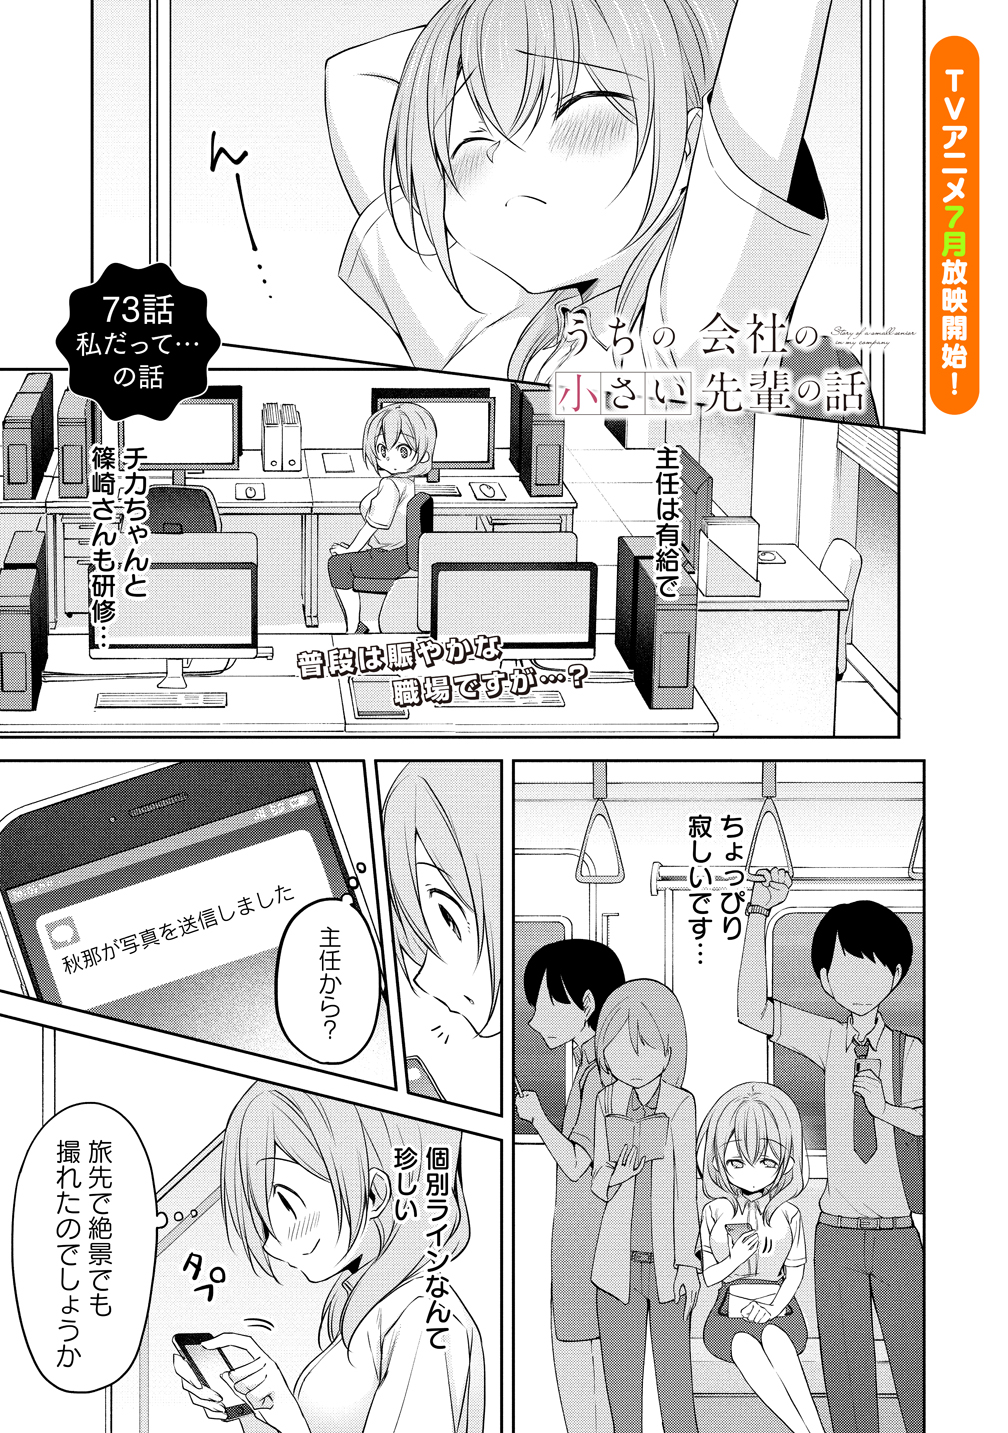 TVアニメ7月放映開始!
ん…
うちの会社の
小さい先輩の話
Story of a small senior
in my company
73話
私だって…
の話
主任は有給で
チカちゃんと
篠崎さんも研修…
普段は賑やかな
職場ですが…?
ちょっぴり
寂しいです…
主任から?
秋那が写真を送信しました
個別ラインなんて
珍しい
旅先で絶景でも
撮れたのでしょうか
タプ